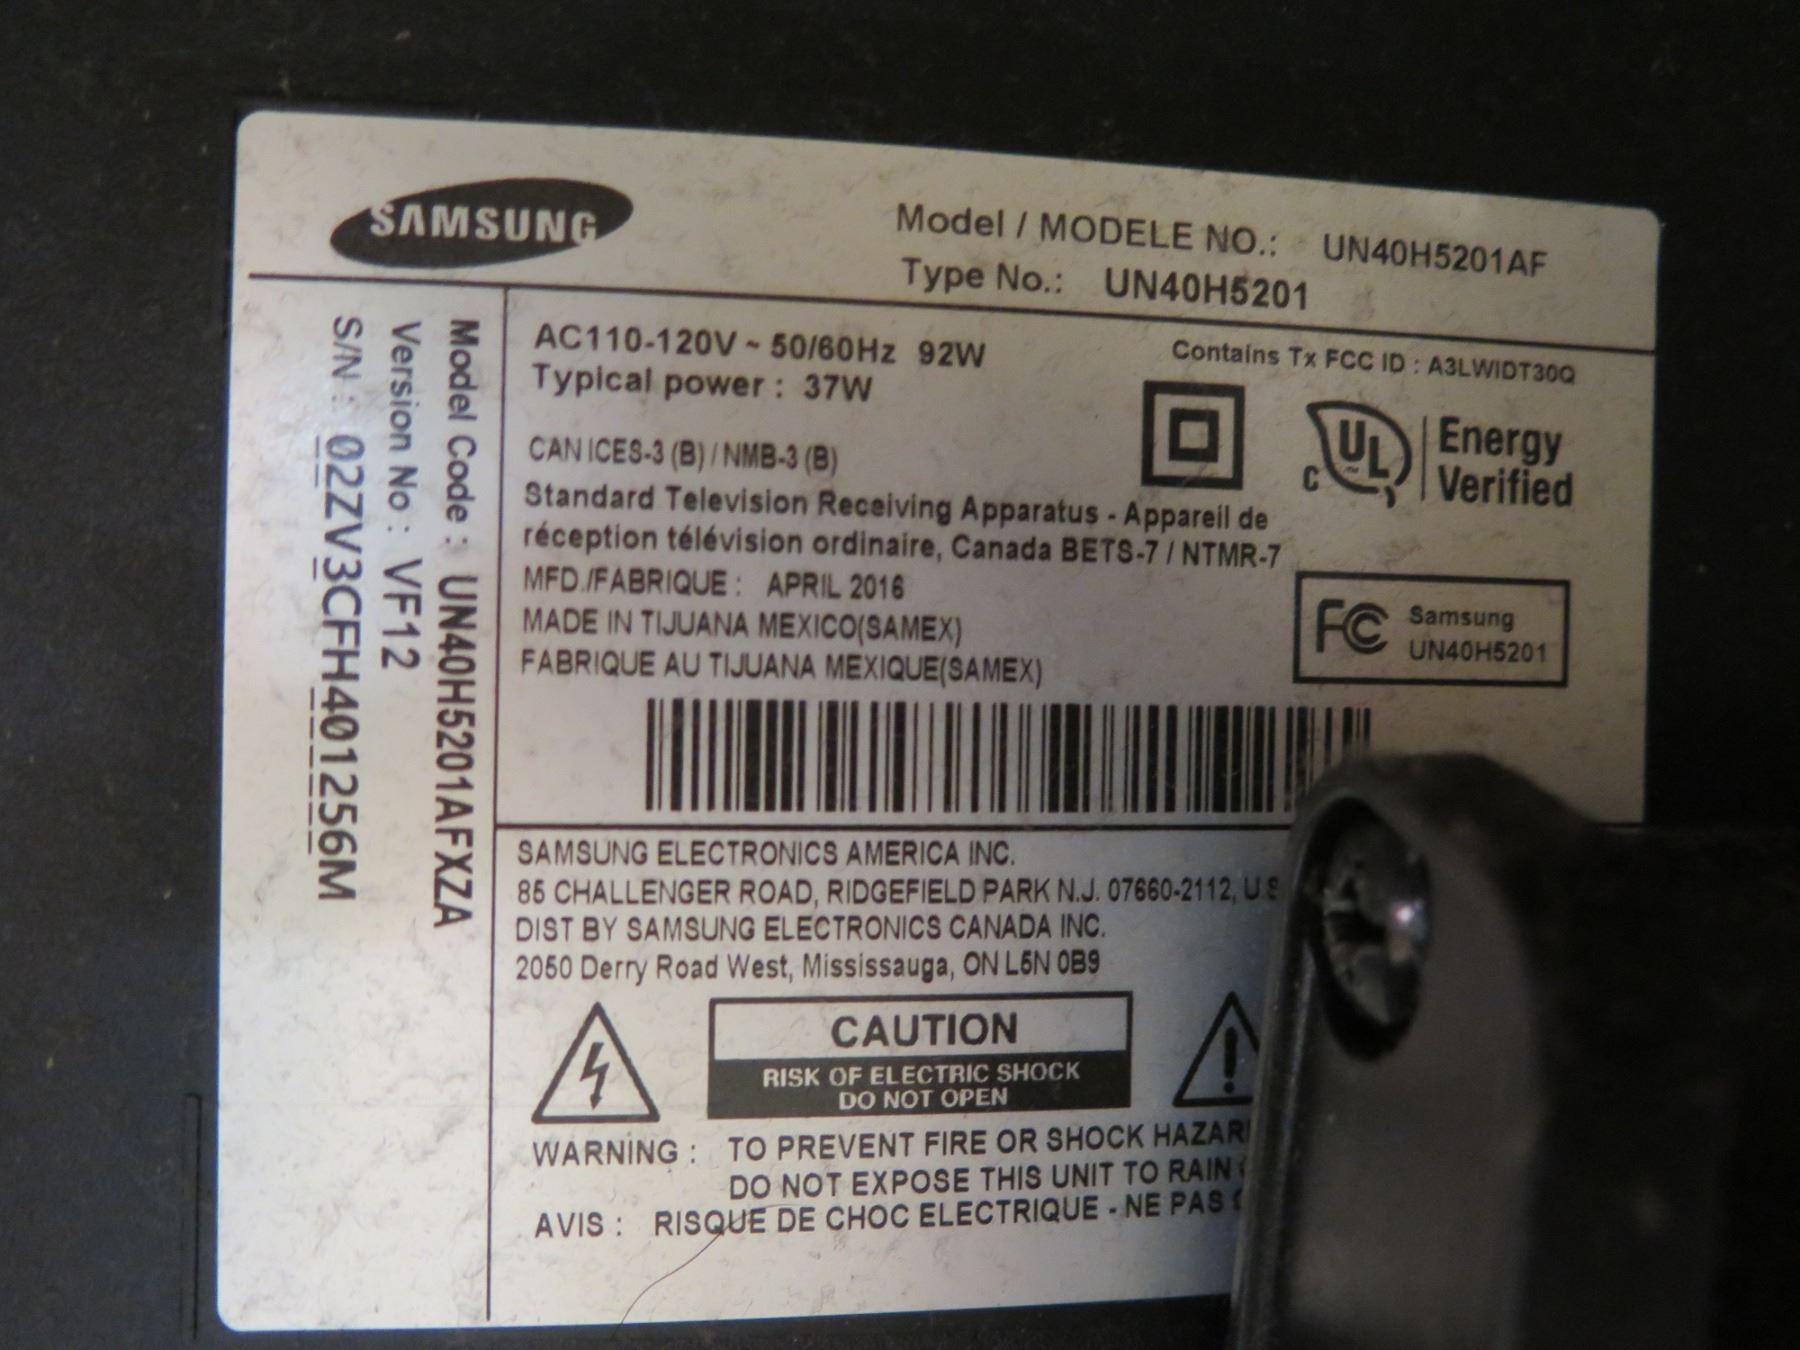 SAMSUNG
Model / MODELE NO.: UN40H5201AF
Type No.: UN40H5201
Model Code : UN40H5201AFXZA
Version No : VF12
S/N : 02ZV3CFH401256M
AC110-120V ~ 50/60Hz 92W
Typical power : 37W
Contains Tx FCC ID : A3LWIDT30Q
CAN ICES-3 (B) / NMB-3 (B)
C UL Energy
Verified
Standard Television Receiving Apparatus - Appareil de
réception télévision ordinaire, Canada BETS-7 / NTMR-7
MFD./FABRIQUE : APRIL 2016
MADE IN TIJUANA MEXICO(SAMEX)
FABRIQUE AU TIJUANA MEXIQUE(SAMEX)
FC Samsung
UN40H5201
SAMSUNG ELECTRONICS AMERICA INC.
85 CHALLENGER ROAD, RIDGEFIELD PARK N.J. 07660-2112, U.S
DIST BY SAMSUNG ELECTRONICS CANADA INC.
2050 Derry Road West, Mississauga, ON L5N 0B9
CAUTION
RISK OF ELECTRIC SHOCK
DO NOT OPEN
WARNING : TO PREVENT FIRE OR SHOCK HAZAR
DO NOT EXPOSE THIS UNIT TO RAIN
AVIS : RISQUE DE CHOC ELECTRIQUE - NE PAS